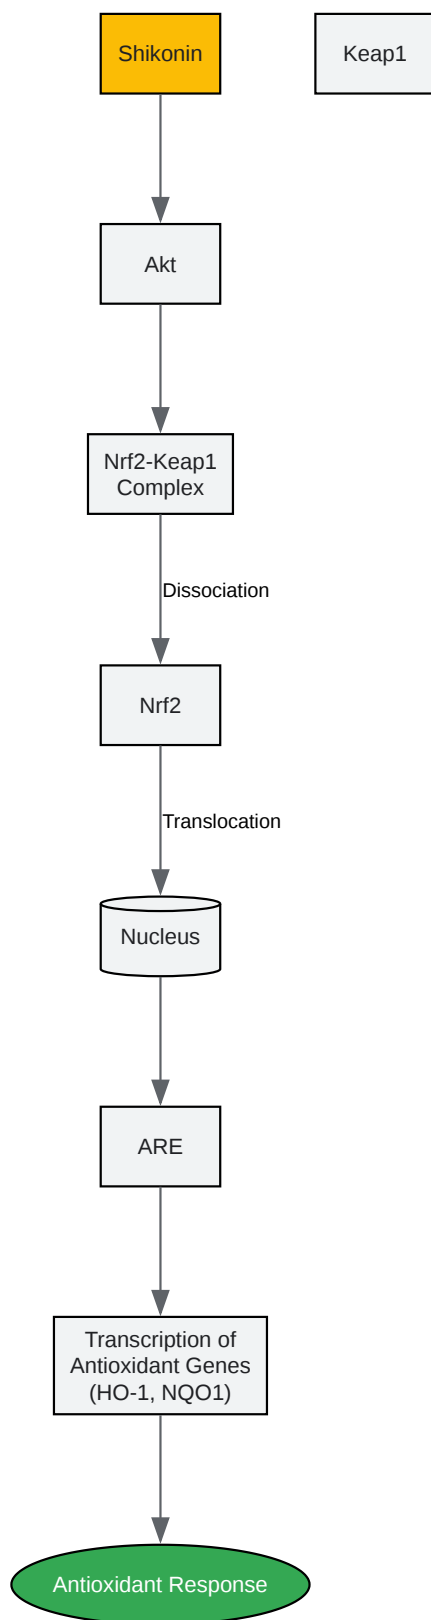 Shikonin
Keap1
Akt
Nrf2-Keap1
Complex
Dissociation
Nrf2
Translocation
Nucleus
ARE
Transcription of
Antioxidant Genes
(HO-1, NQO1)
Antioxidant Response